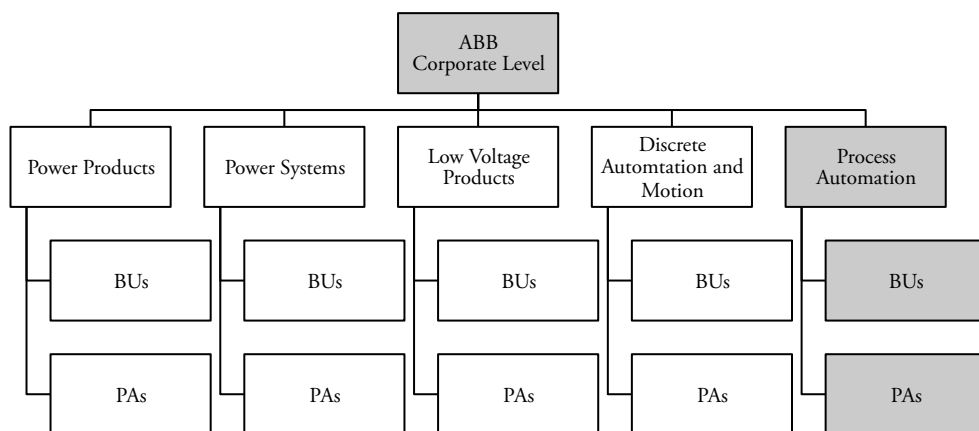 ABB
Corporate Level
Power Products
Power Systems
Low Voltage
Products
Discrete
Automtation and
Motion
Process
Automation
BUs
BUs
BUs
BUs
BUs
PAs
PAs
PAs
PAs
PAs